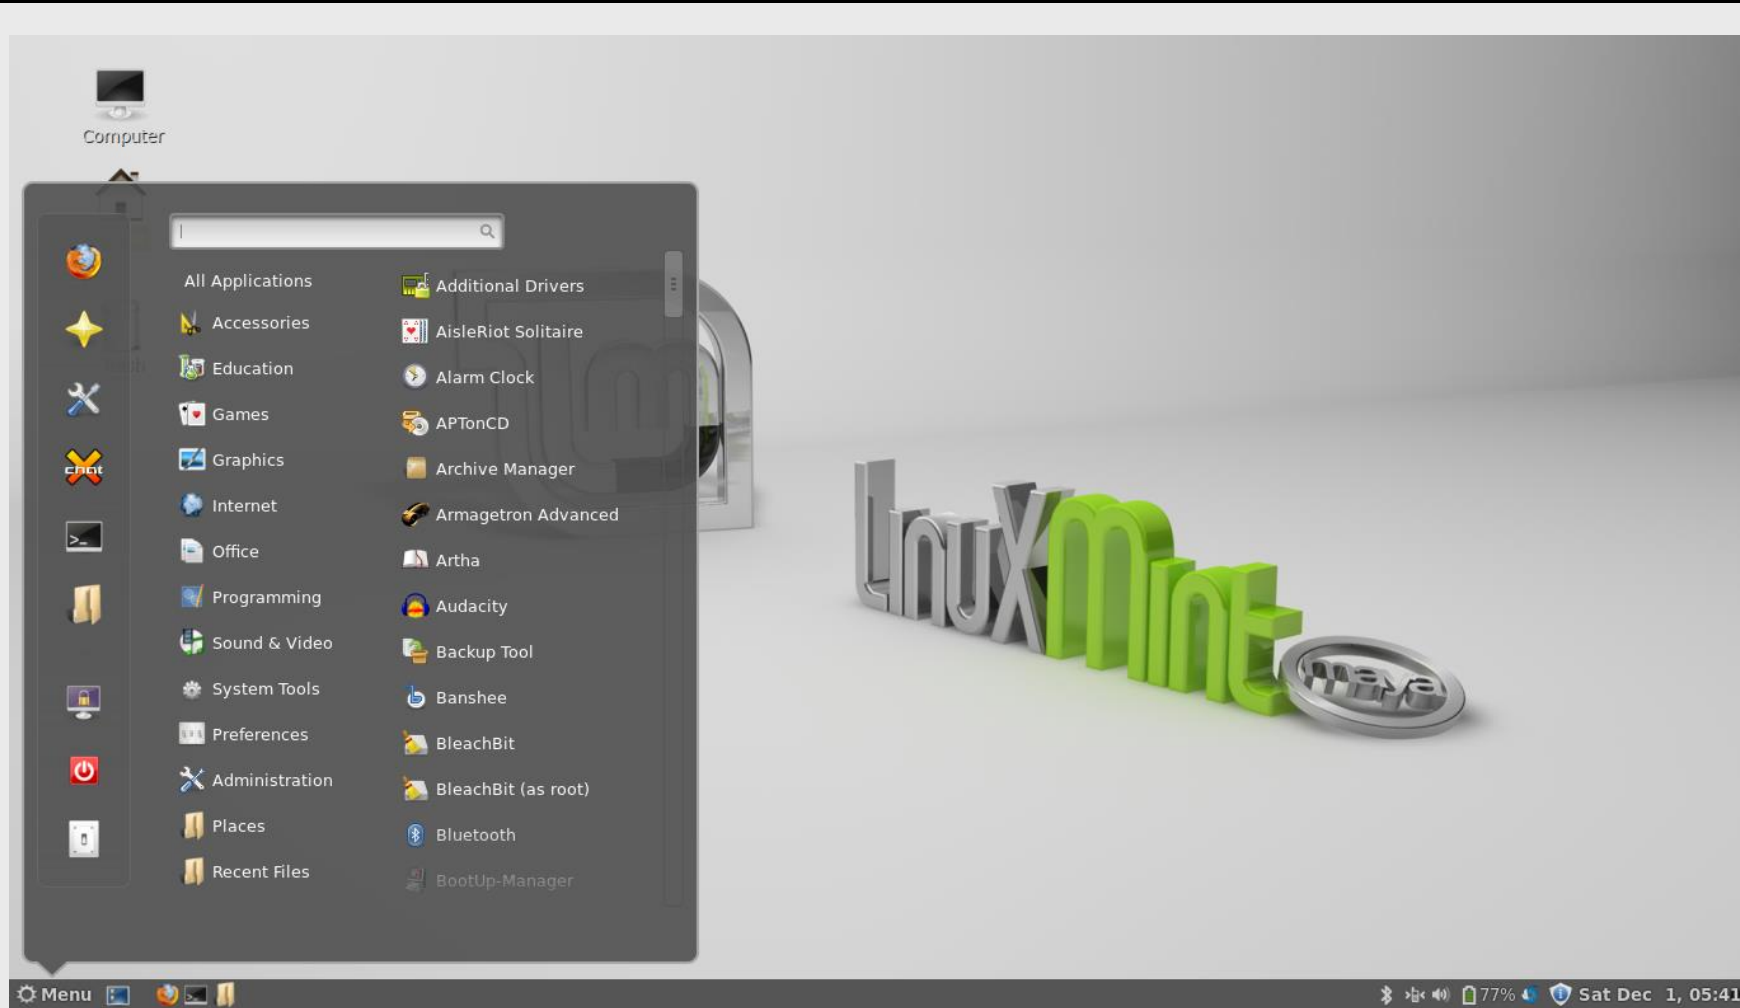 Computer
All Applications
Accessories
Education
Games
Graphics
Internet
Office
Programming
Sound & Video
System Tools
Preferences
Administration
Places
Recent Files
Additional Drivers
AisleRiot Solitaire
Alarm Clock
APTonCD
Archive Manager
Armagetron Advanced
Artha
Audacity
Backup Tool
Banshee
BleachBit
BleachBit (as root)
Bluetooth
BootUp-Manager
chat
>_
LinuxMint
maya
Menu
77%
Sat Dec 1, 05:41